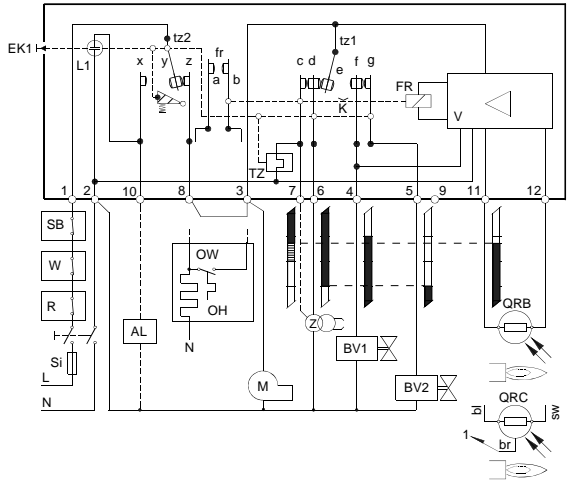 tz2
fr
tz1
EK1
L1
x y z a b c d e f g
FR
K
V
TZ
1 2 10 8 3 7 6 4 5 9 11 12
SB
W
R
Si
L
N
AL
OW
OH
N
M
Z
BV1
BV2
QRB
QRC
bl
sw
1
br